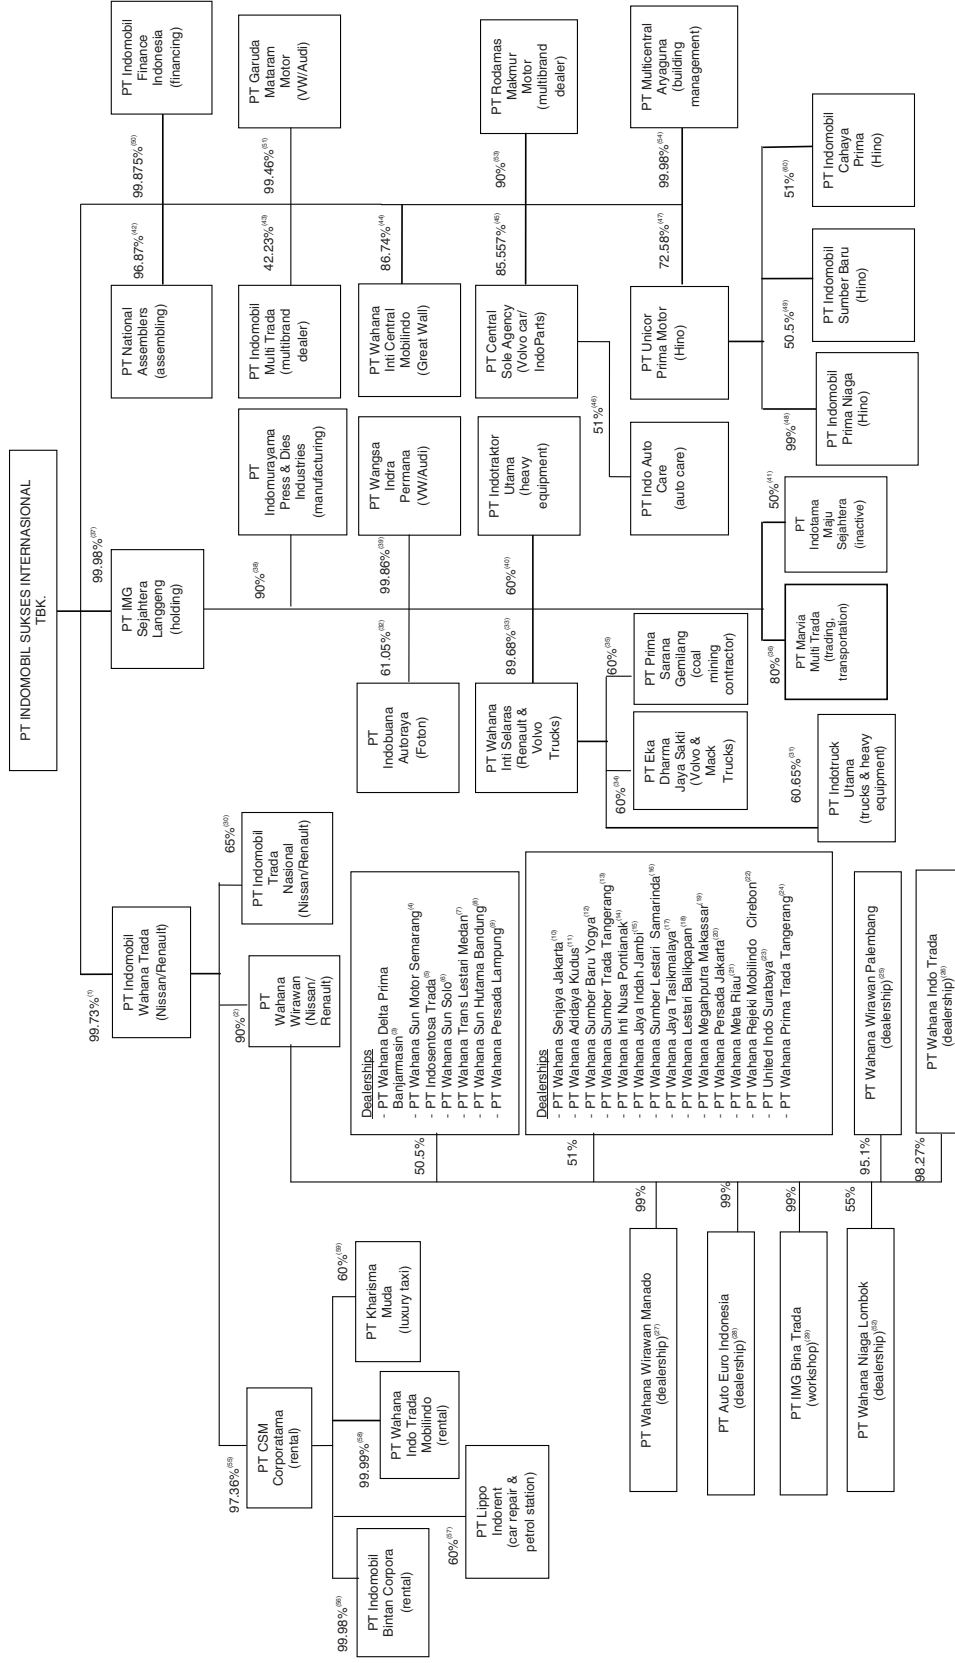 PT INDOMOBIL SUKSES INTERNASIONAL
TBK.
99.73%(1)
PT Indomobil
Wahana Trada
(Nissan/Renault)
99.98%(37)
PT IMG
Sejahtera
Langgeng
(holding)
97.36%(55)
PT CSM
Corporatama
(rental)
90%(2)
PT
Wahana
Wirawan
(Nissan/
Renault)
65%(30)
PT Indomobil
Trada
Nasional
(Nissan/Renault)
99.98%(56)
PT Indomobil
Bintan Corpora
(rental)
60%(57)
PT Lippo
Indorent
(car repair &
petrol station)
99.99%(58)
PT Wahana
Indo Trada
Mobilindo
(rental)
60%(59)
PT Kharisma
Muda
(luxury taxi)
50.5%
Dealerships
- PT Wahana Delta Prima
Banjarmasin(3)
- PT Wahana Sun Motor Semarang(4)
- PT Indosentosa Trada(5)
- PT Wahana Sun Solo(6)
- PT Wahana Trans Lestari Medan(7)
- PT Wahana Sun Hutama Bandung(8)
- PT Wahana Persada Lampung(9)
51%
Dealerships
- PT Wahana Senjaya Jakarta(10)
- PT Wahana Adidaya Kudus(11)
- PT Wahana Sumber Baru Yogya(12)
- PT Wahana Sumber Trada Tangerang(13)
- PT Wahana Inti Nusa Pontianak(14)
- PT Wahana Jaya Indah Jambi(15)
- PT Wahana Sumber Lestari Samarinda(16)
- PT Wahana Jaya Tasikmalaya(17)
- PT Wahana Lestari Balikpapan(18)
- PT Wahana Megahputra Makassar(19)
- PT Wahana Persada Jakarta(20)
- PT Wahana Meta Riau(21)
- PT Wahana Rejeki Mobilindo Cirebon(22)
- PT United Indo Surabaya(23)
- PT Wahana Prima Trada Tangerang(24)
99%
PT Wahana Wirawan Manado
(dealership)(27)
99%
PT Auto Euro Indonesia
(dealership)(28)
99%
PT IMG Bina Trada
(workshop)(29)
55%
PT Wahana Niaga Lombok
(dealership)(52)
95.1%
PT Wahana Wirawan Palembang
(dealership)(25)
98.27%
PT Wahana Indo Trada
(dealership)(26)
90%(38)
PT
Indomurayama
Press & Dies
Industries
(manufacturing)
61.05%(32)
PT
Indobuana
Autoraya
(Foton)
99.86%(39)
PT Wangsa
Indra
Permana
(VW/Audi)
89.68%(33)
PT Wahana
Inti Selaras
(Renault &
Volvo
Trucks)
60%(40)
PT Indotraktor
Utama
(heavy
equipment)
60%(34)
PT Eka
Dharma
Jaya Sakti
(Volvo &
Mack
Trucks)
60%(35)
PT Prima
Sarana
Gemilang
(coal
mining
contractor)
60.65%(31)
PT Indotruck
Utama
(trucks & heavy
equipment)
80%(36)
PT Marvia
Multi Trada
(trading,
transportation)
50%(41)
PT
Indotama
Maju
Sejahtera
(inactive)
96.87%(42)
PT National
Assemblers
(assembling)
99.875%(50)
PT Indomobil
Finance
Indonesia
(financing)
42.23%(43)
PT Indomobil
Multi Trada
(multibrand
dealer)
99.46%(51)
PT Garuda
Mataram
Motor
(VW/Audi)
86.74%(44)
PT Wahana
Inti Central
Mobilindo
(Great Wall)
85.557%(45)
PT Central
Sole Agency
(Volvo car/
IndoParts)
90%(53)
PT Rodamas
Makmur
Motor
(multibrand
dealer)
51%(46)
PT Indo Auto
Care
(auto care)
72.58%(47)
PT Unicor
Prima Motor
(Hino)
99.98%(54)
PT Multicentral
Aryaguna
(building
management)
99%(48)
PT Indomobil
Prima Niaga
(Hino)
50.5%(49)
PT Indomobil
Sumber Baru
(Hino)
51%(60)
PT Indomobil
Cahaya
Prima
(Hino)